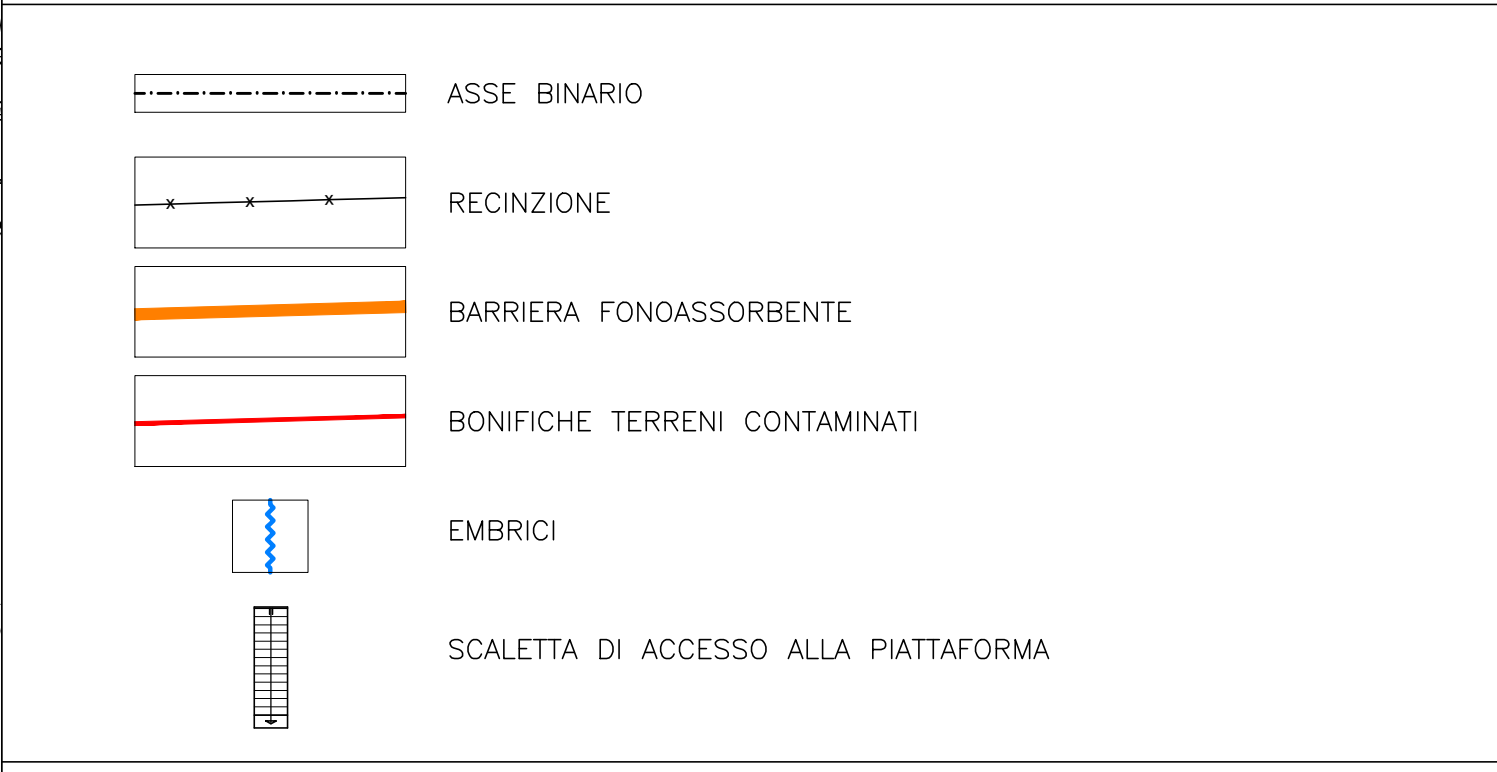 ASSE BINARIO
RECINZIONE
BARRIERA FONOASSORBENTE
BONIFICHE TERRENI CONTAMINATI
EMBRICI
SCALETTA DI ACCESSO ALLA PIATTAFORMA